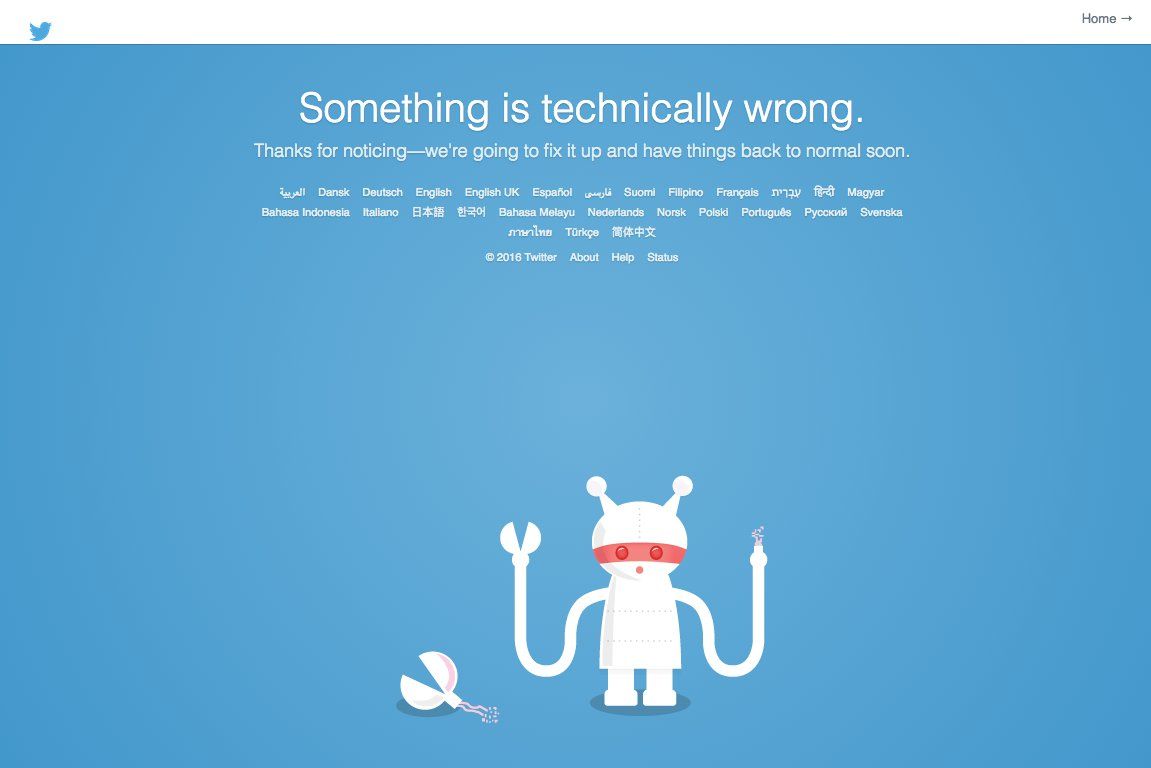 Home →
Something is technically wrong.
Thanks for noticing—we're going to fix it up and have things back to normal soon.
العربية Dansk Deutsch English English UK Español فارسی Suomi Filipino Français עִבְרִית हिन्दी Magyar
Bahasa Indonesia Italiano 日本語 한국어 Bahasa Melayu Nederlands Norsk Polski Português Русский Svenska
ภาษาไทย Türkçe 简体中文
© 2016 Twitter About Help Status